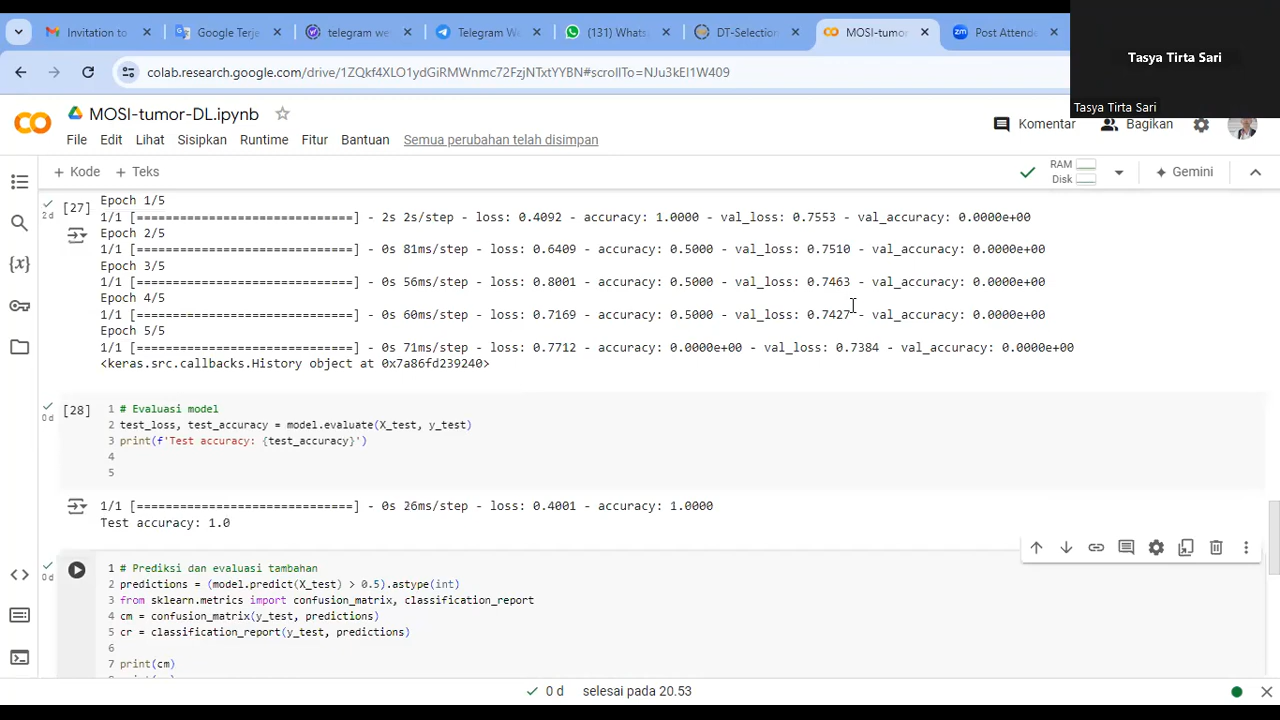 Invitation to
Google Terje
telegram we
Telegram W
(131) Whats
DT-Selection
MOSI-tumor
Post Attende
colab.research.google.com/drive/1ZQkf4XLO1ydGiRMWnmc72FzjNTxtYYBN#scrollTo=NJu3kEI1W409
Tasya Tirta Sari
Tasya Tirta Sari
MOSI-tumor-DL.ipynb
File Edit Lihat Sisipkan Runtime Fitur Bantuan Semua perubahan telah disimpan
Komentar
Bagikan
+ Kode + Teks
RAM
Disk
Gemini
[27]
2 d
Epoch 1/5
1/1 [==============================] - 2s 2s/step - loss: 0.4092 - accuracy: 1.0000 - val_loss: 0.7553 - val_accuracy: 0.0000e+00
Epoch 2/5
1/1 [==============================] - 0s 81ms/step - loss: 0.6409 - accuracy: 0.5000 - val_loss: 0.7510 - val_accuracy: 0.0000e+00
Epoch 3/5
1/1 [==============================] - 0s 56ms/step - loss: 0.8001 - accuracy: 0.5000 - val_loss: 0.7463 - val_accuracy: 0.0000e+00
Epoch 4/5
1/1 [==============================] - 0s 60ms/step - loss: 0.7169 - accuracy: 0.5000 - val_loss: 0.7427 - val_accuracy: 0.0000e+00
Epoch 5/5
1/1 [==============================] - 0s 71ms/step - loss: 0.7712 - accuracy: 0.0000e+00 - val_loss: 0.7384 - val_accuracy: 0.0000e+00
<keras.src.callbacks.History object at 0x7a86fd239240>
[28]
0 d
1 # Evaluasi model
2 test_loss, test_accuracy = model.evaluate(X_test, y_test)
3 print(f'Test accuracy: {test_accuracy}')
4
5
1/1 [==============================] - 0s 26ms/step - loss: 0.4001 - accuracy: 1.0000
Test accuracy: 1.0
0 d
1 # Prediksi dan evaluasi tambahan
2 predictions = (model.predict(X_test) > 0.5).astype(int)
3 from sklearn.metrics import confusion_matrix, classification_report
4 cm = confusion_matrix(y_test, predictions)
5 cr = classification_report(y_test, predictions)
6
7 print(cm)
0 d selesai pada 20.53